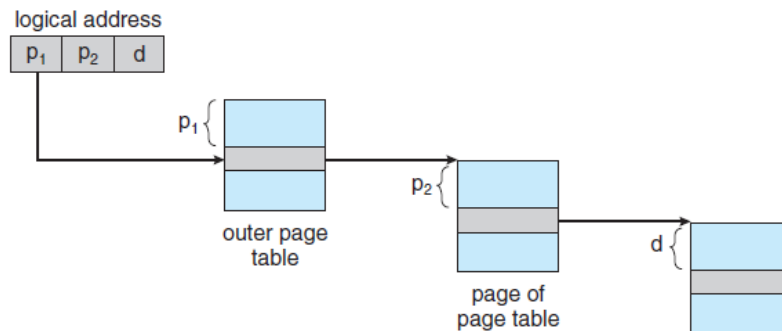 logical address
p₁ p₂ d
p₁
outer page
table
p₂
page of
page table
d